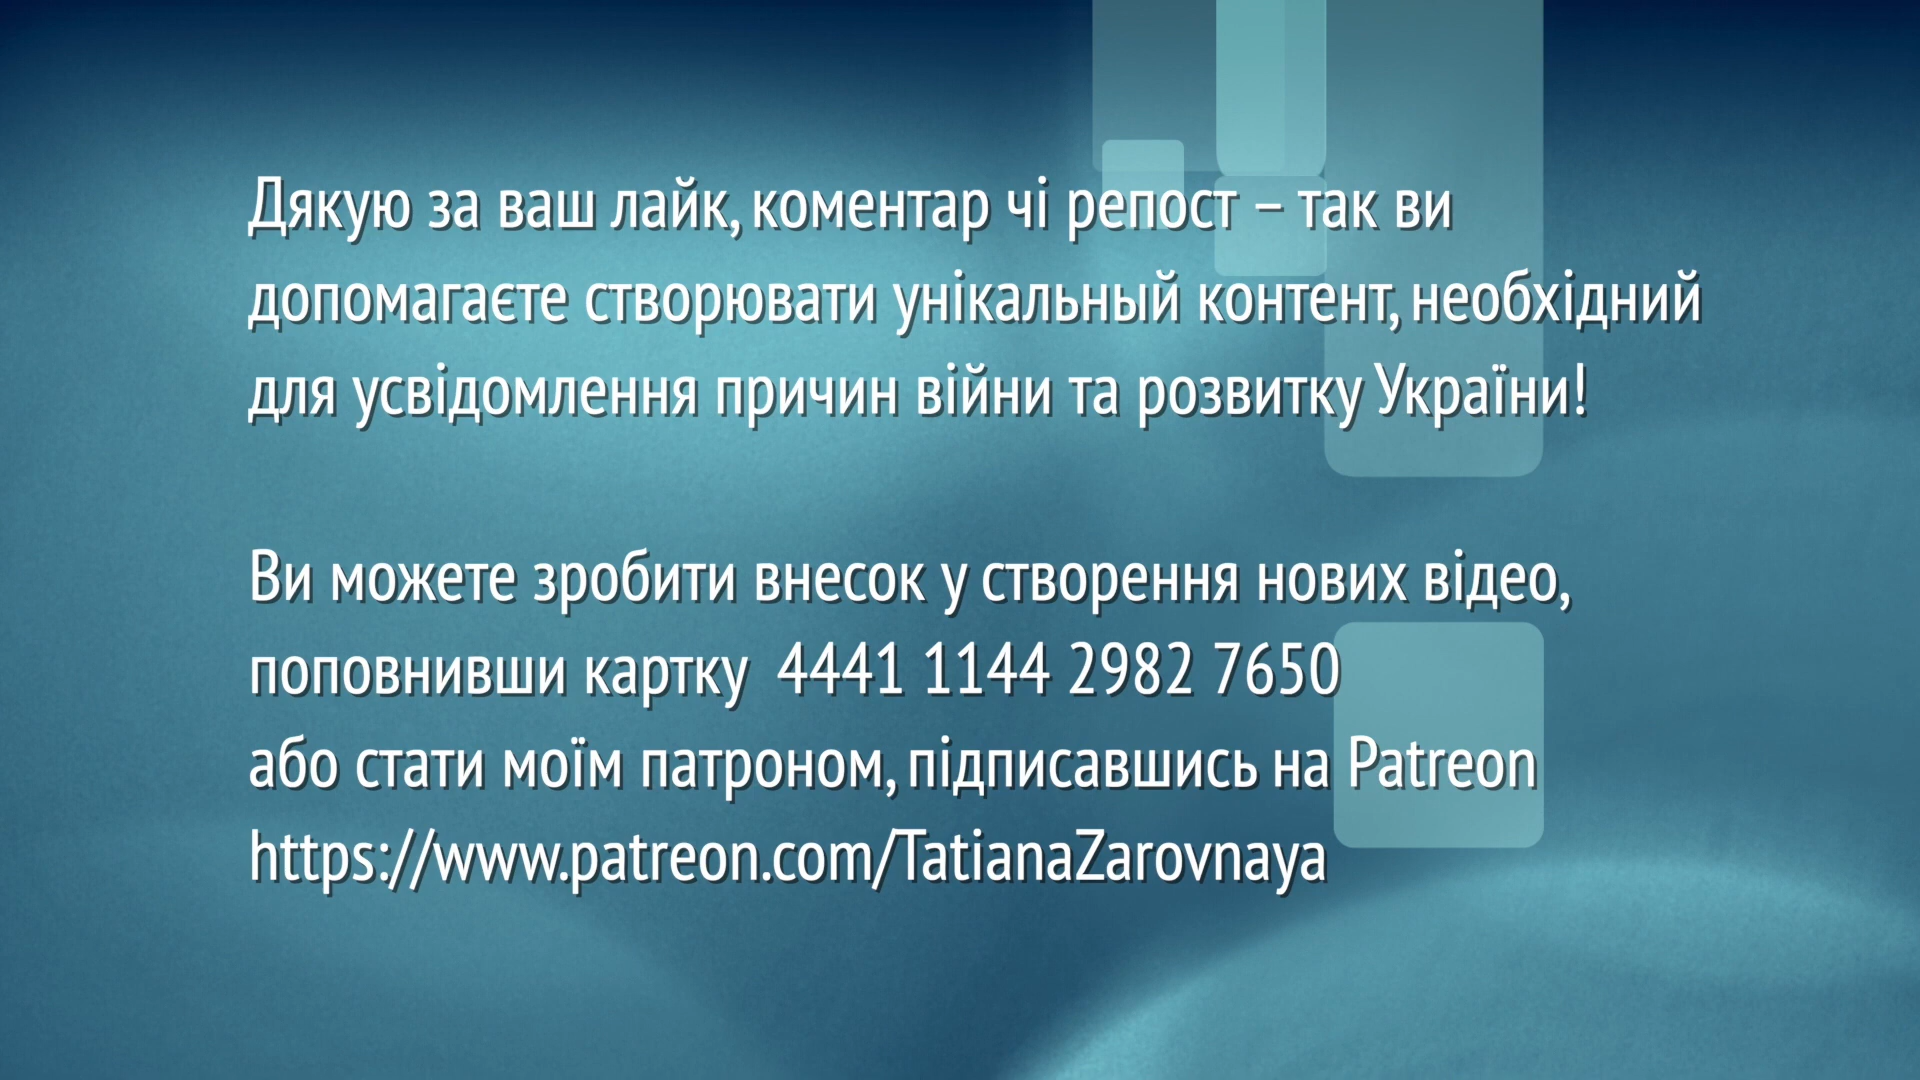 Дякую за ваш лайк, коментар чі репост – так ви
допомагаєте створювати унікальный контент, необхідний
для усвідомлення причин війни та розвитку України!
Ви можете зробити внесок у створення нових відео,
поповнивши картку 4441 1144 2982 7650
або стати моїм патроном, підписавшись на Patreon
https://www.patreon.com/TatianaZarovnaya